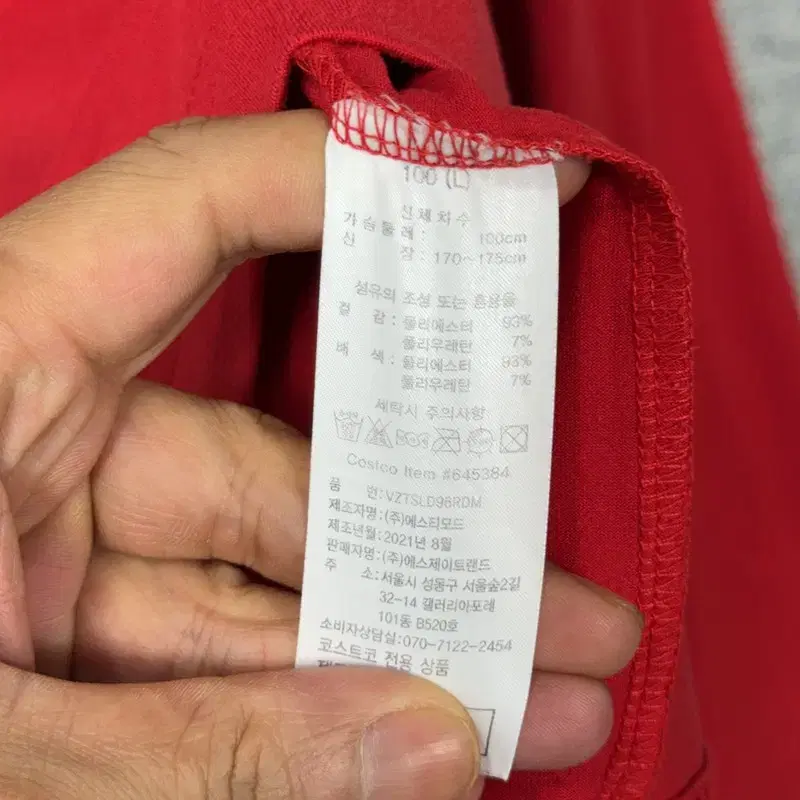 100 (L)
신체치수
가슴둘레: 100cm
신 장: 170~175cm
섬유의 조성 또는 혼용율
겉 감: 폴리에스터 93%
폴리우레탄 7%
배 색: 폴리에스터 93%
폴리우레탄 7%
세탁시 주의사항
Costco Item #645384
품 번:VZTSLD98RDM
제조자명:(주)에스티모드
제조년월:2021년 8월
판매자명:(주)에스제이트랜드
주 소:서울시 성동구 서울숲2길
32-14 갤러리아포레
101동 B520호
소비자상담실:070-7122-2454
코스트코 전용 상품